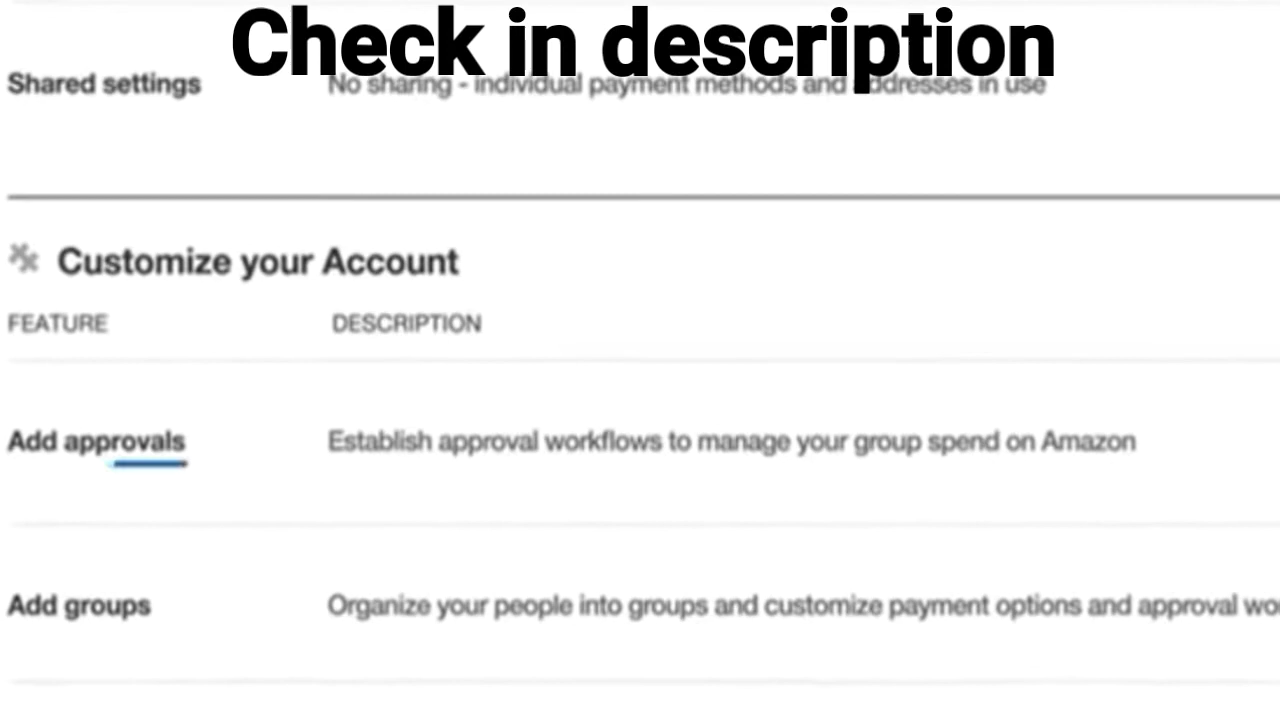 Check in description
Shared settings No sharing - individual payment methods and addresses in use
Customize your Account
FEATURE DESCRIPTION
Add approvals Establish approval workflows to manage your group spend on Amazon
Add groups Organize your people into groups and customize payment options and approval wo